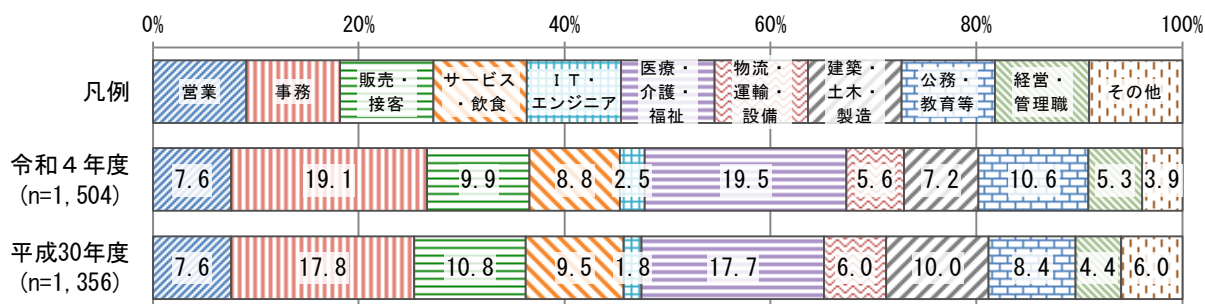 0% 20% 40% 60% 80% 100%
凡例
営業
事務
販売・
接客
サービス
・飲食
ＩＴ・
エンジニア
医療・
介護・
福祉
物流・
運輸・
設備
建築・
土木・
製造
公務・
教育等
経営・
管理職
その他
令和４年度
(n=1,504)
7.6 19.1 9.9 8.8 2.5 19.5 5.6 7.2 10.6 5.3 3.9
平成30年度
(n=1,356)
7.6 17.8 10.8 9.5 1.8 17.7 6.0 10.0 8.4 4.4 6.0